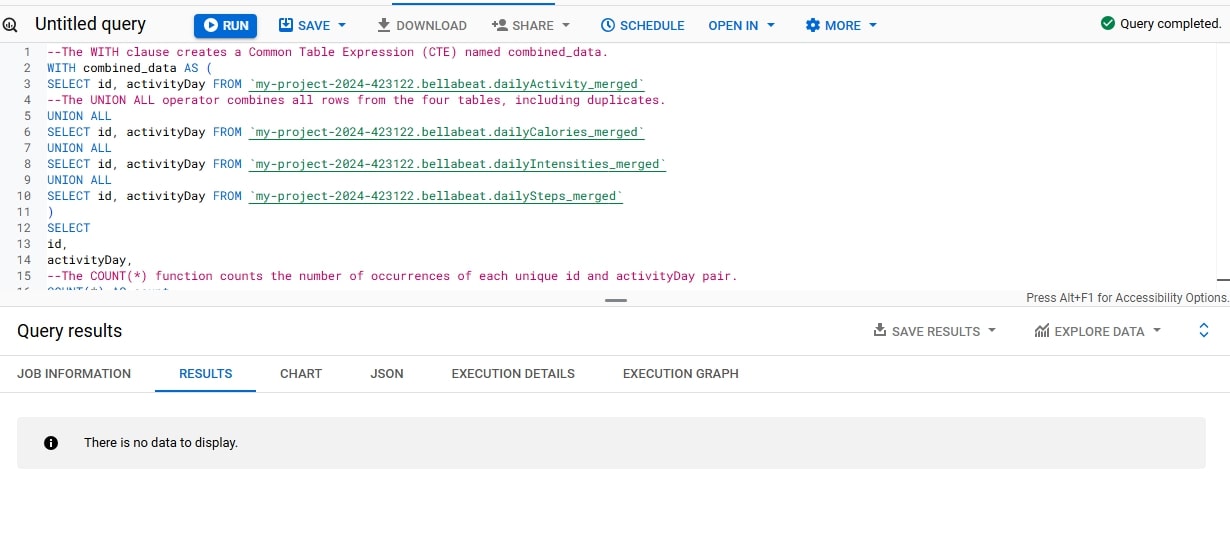 Untitled query
RUN
SAVE
DOWNLOAD
SHARE
SCHEDULE
OPEN IN
MORE
Query completed.
1 --The WITH clause creates a Common Table Expression (CTE) named combined_data.
2 WITH combined_data AS (
3 SELECT id, activityDay FROM `my-project-2024-423122.bellabeat.dailyActivity_merged`
4 --The UNION ALL operator combines all rows from the four tables, including duplicates.
5 UNION ALL
6 SELECT id, activityDay FROM `my-project-2024-423122.bellabeat.dailyCalories_merged`
7 UNION ALL
8 SELECT id, activityDay FROM `my-project-2024-423122.bellabeat.dailyIntensities_merged`
9 UNION ALL
10 SELECT id, activityDay FROM `my-project-2024-423122.bellabeat.dailySteps_merged`
11 )
12 SELECT
13 id,
14 activityDay,
15 --The COUNT(*) function counts the number of occurrences of each unique id and activityDay pair.
Press Alt+F1 for Accessibility Options.
Query results
SAVE RESULTS
EXPLORE DATA
JOB INFORMATION
RESULTS
CHART
JSON
EXECUTION DETAILS
EXECUTION GRAPH
There is no data to display.